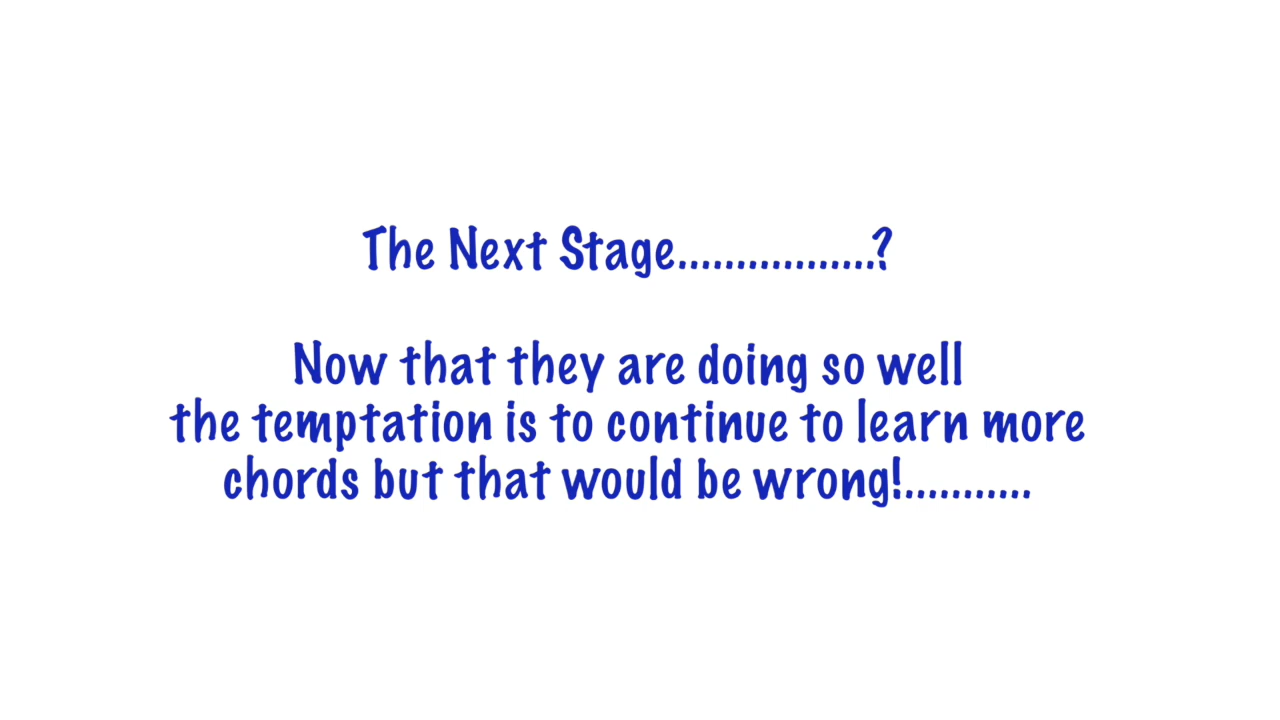 The Next Stage.................?
Now that they are doing so well
the temptation is to continue to learn more
chords but that would be wrong!...........